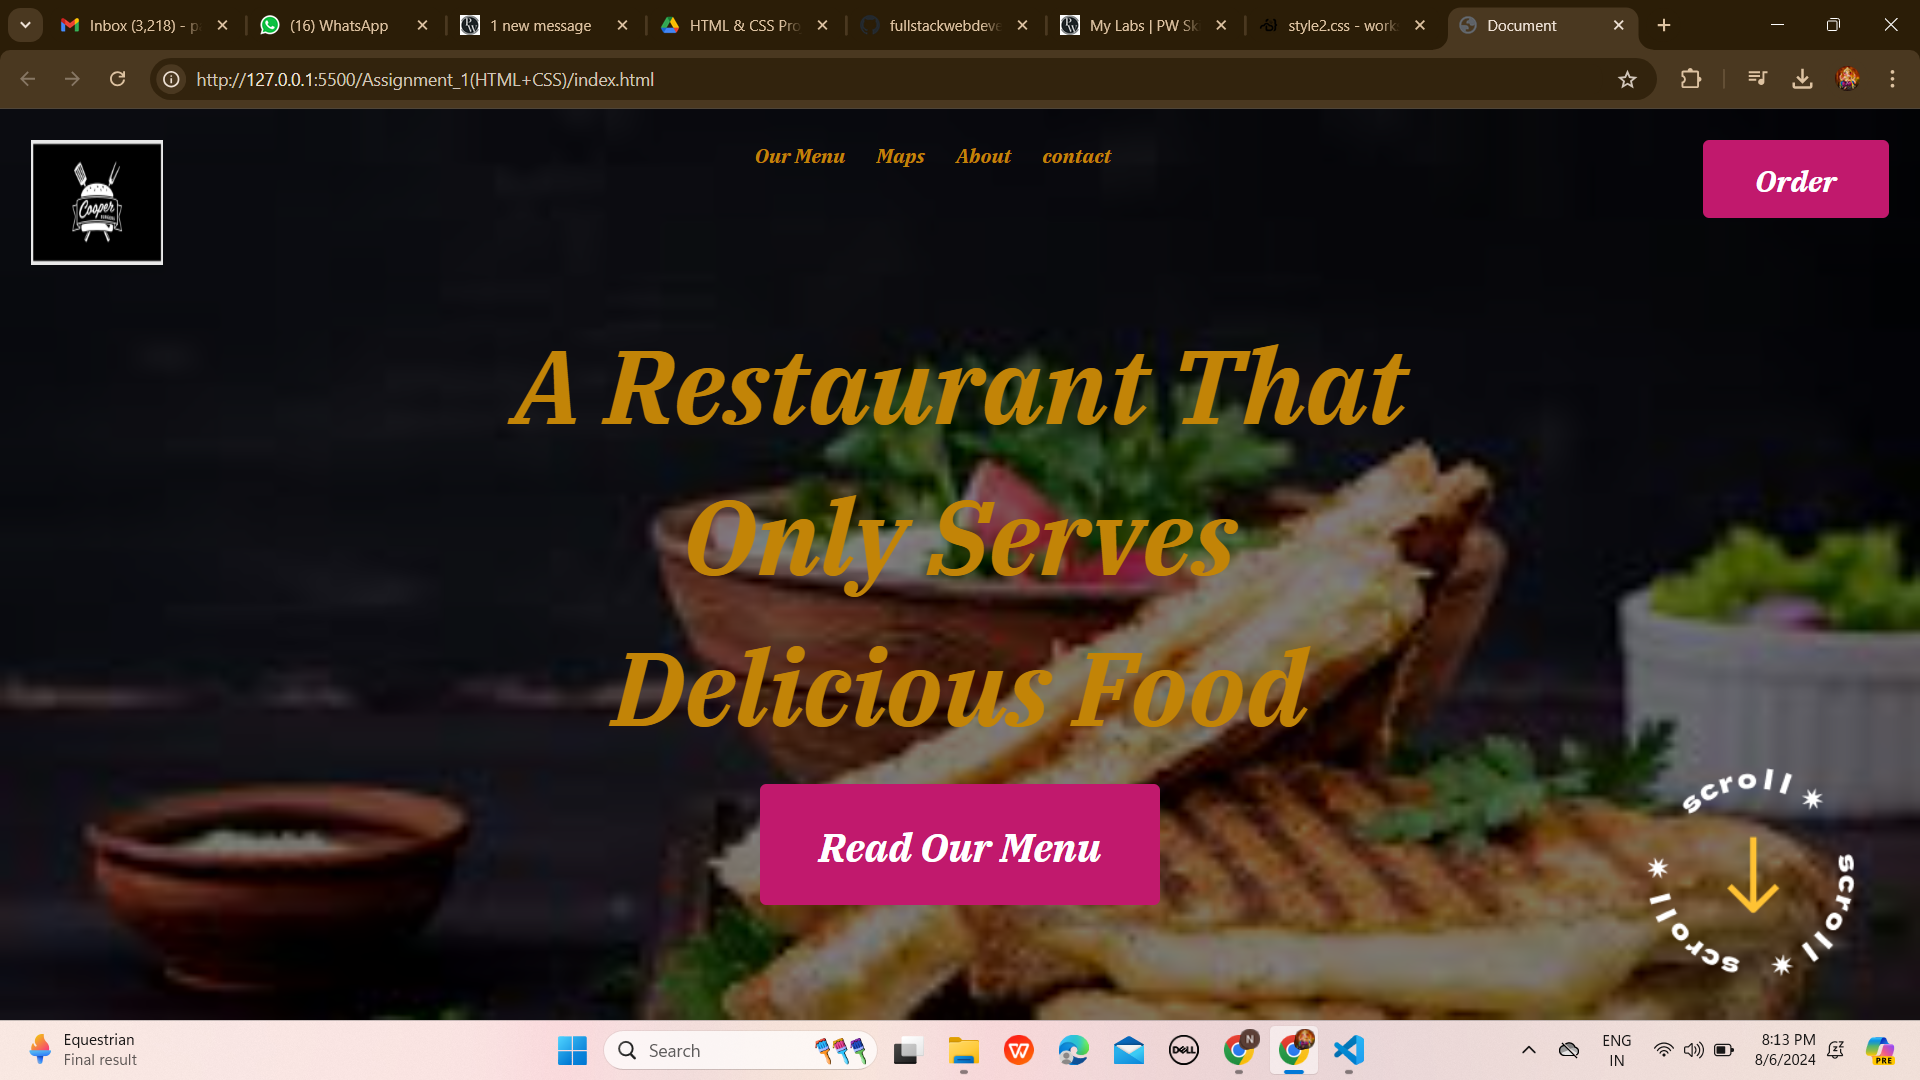 Inbox (3,218) - p
(16) WhatsApp
1 new message
HTML & CSS Pro
fullstackwebdeve
My Labs | PW Sk
style2.css - work
Document
http://127.0.0.1:5500/Assignment_1(HTML+CSS)/index.html
Cooper
Our Menu Maps About contact
Order
A Restaurant That
Only Serves
Delicious Food
Read Our Menu
scroll
scroll
scroll
Equestrian
Final result
Search
DELL
N
ENG
IN
8:13 PM
8/6/2024
PRE